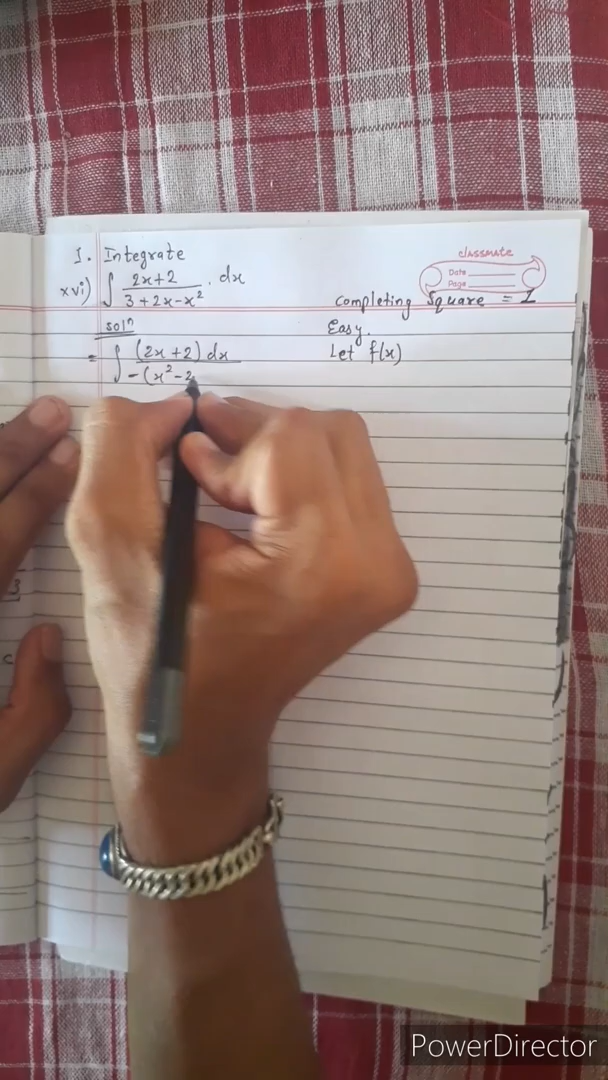 1. Integrate
xvi) ∫ (2x+2)/(3+2x-x²) . dx
classmate
Date
Page
completing square = 1
solⁿ
Easy.
= ∫ (2x+2) dx / -(x²-2
Let f(x)
3
c
PowerDirector